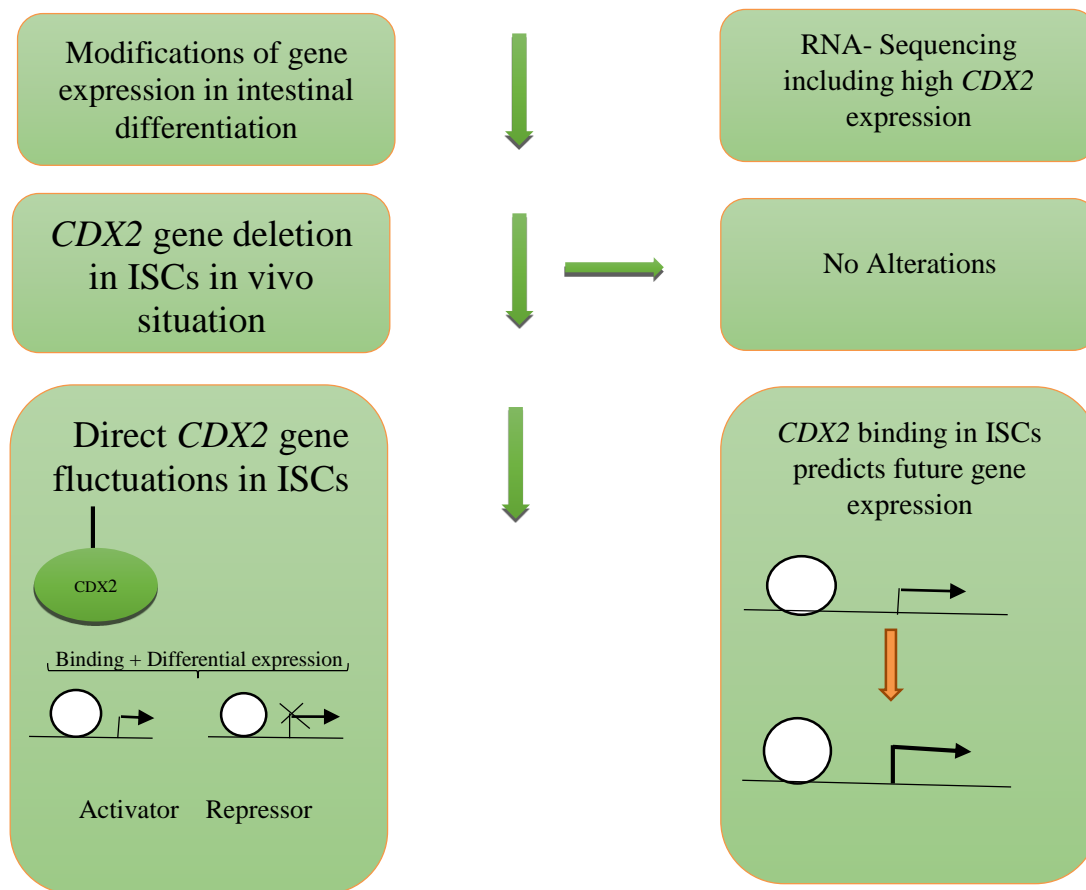 Modifications of gene
expression in intestinal
differentiation
RNA- Sequencing
including high CDX2
expression
CDX2 gene deletion
in ISCs in vivo
situation
No Alterations
Direct CDX2 gene
fluctuations in ISCs
CDX2
Binding + Differential expression
Activator Repressor
CDX2 binding in ISCs
predicts future gene
expression